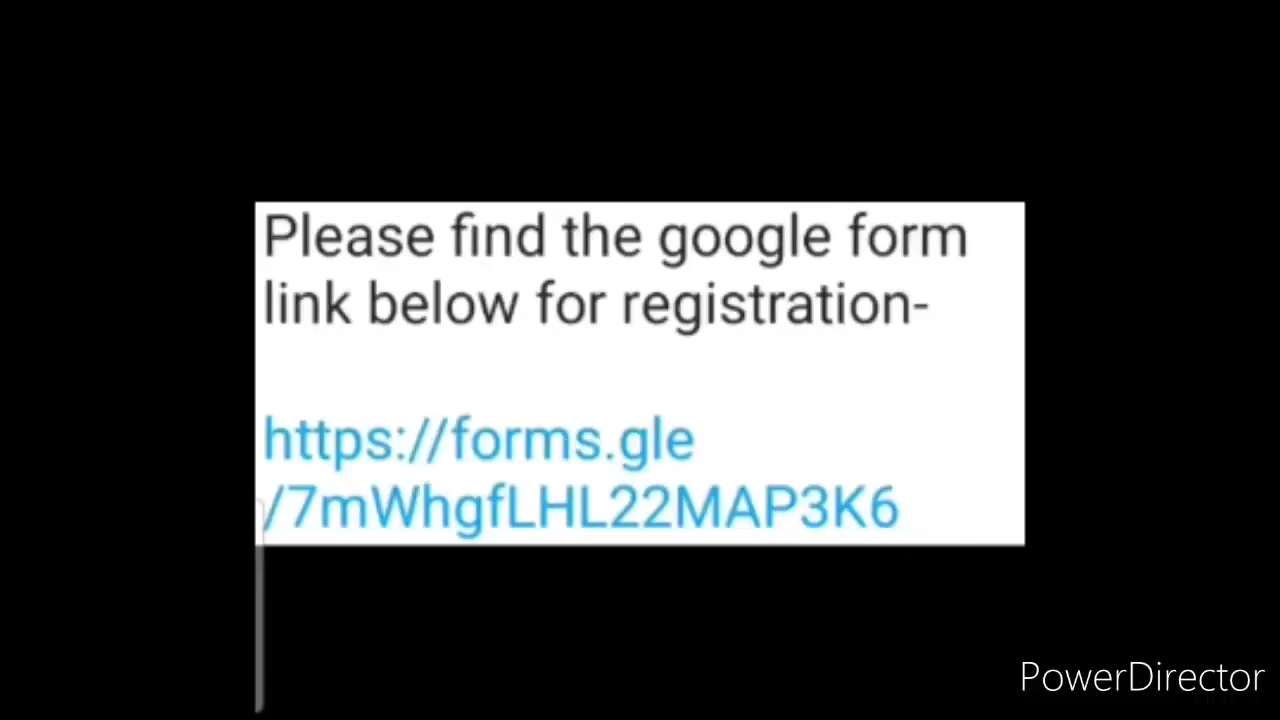 Please find the google form
link below for registration-
https://forms.gle
/7mWhgfLHL22MAP3K6
PowerDirector